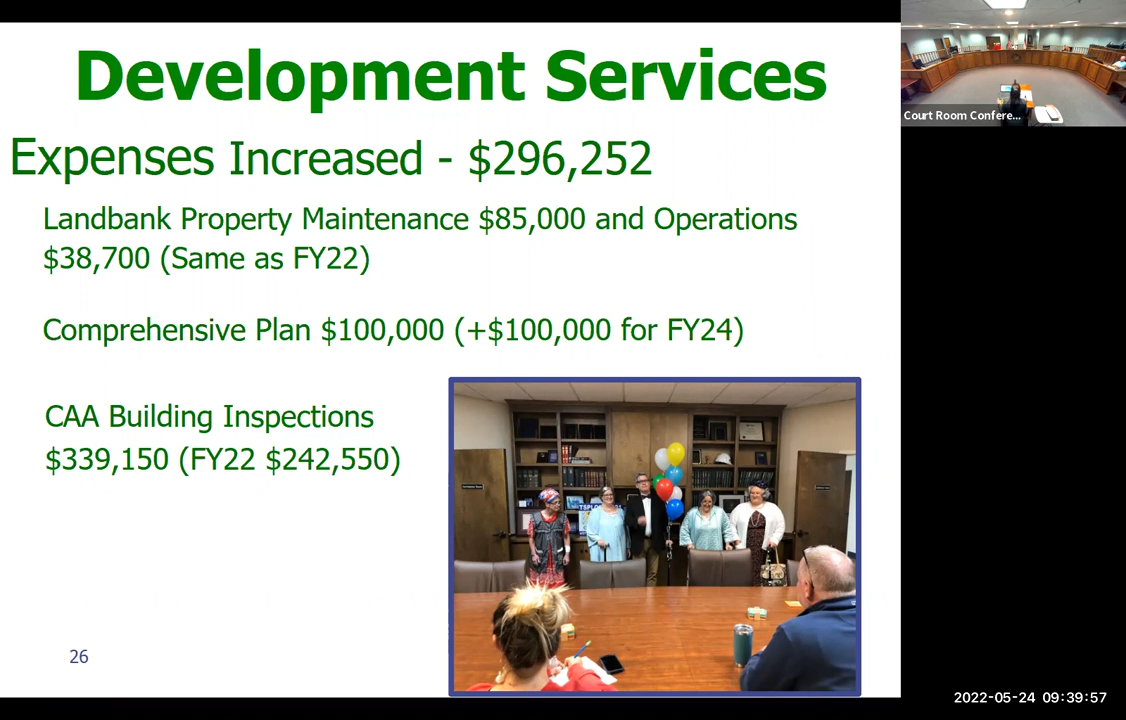 Development Services
Expenses Increased - $296,252
Landbank Property Maintenance $85,000 and Operations
$38,700 (Same as FY22)
Comprehensive Plan $100,000 (+$100,000 for FY24)
CAA Building Inspections
$339,150 (FY22 $242,550)
26
Court Room Confere...
2022-05-24 09:39:57